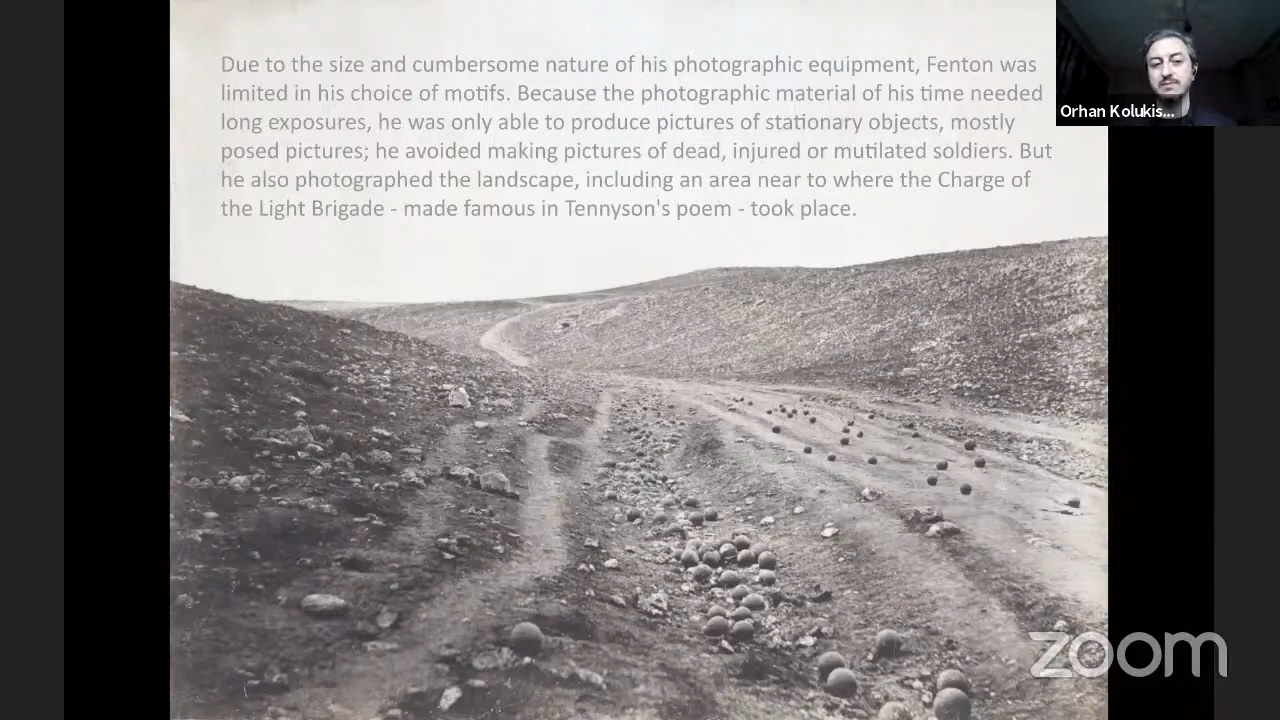 Due to the size and cumbersome nature of his photographic equipment, Fenton was
limited in his choice of motifs. Because the photographic material of his time needed
long exposures, he was only able to produce pictures of stationary objects, mostly
posed pictures; he avoided making pictures of dead, injured or mutilated soldiers. But
he also photographed the landscape, including an area near to where the Charge of
the Light Brigade - made famous in Tennyson's poem - took place.
Orhan Kolukis...
zoom